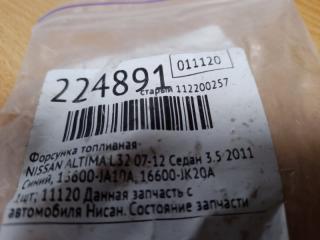 224891
011120
старый 112200257
Форсунка топливная
NISSAN ALTIMA L32 07-12 Седан 3.5 2011
Синий, 16600-JA10A, 16600-JK20A
1шт, 11120 Данная запчасть с
автомобиля Нисан. Состояние запчасти